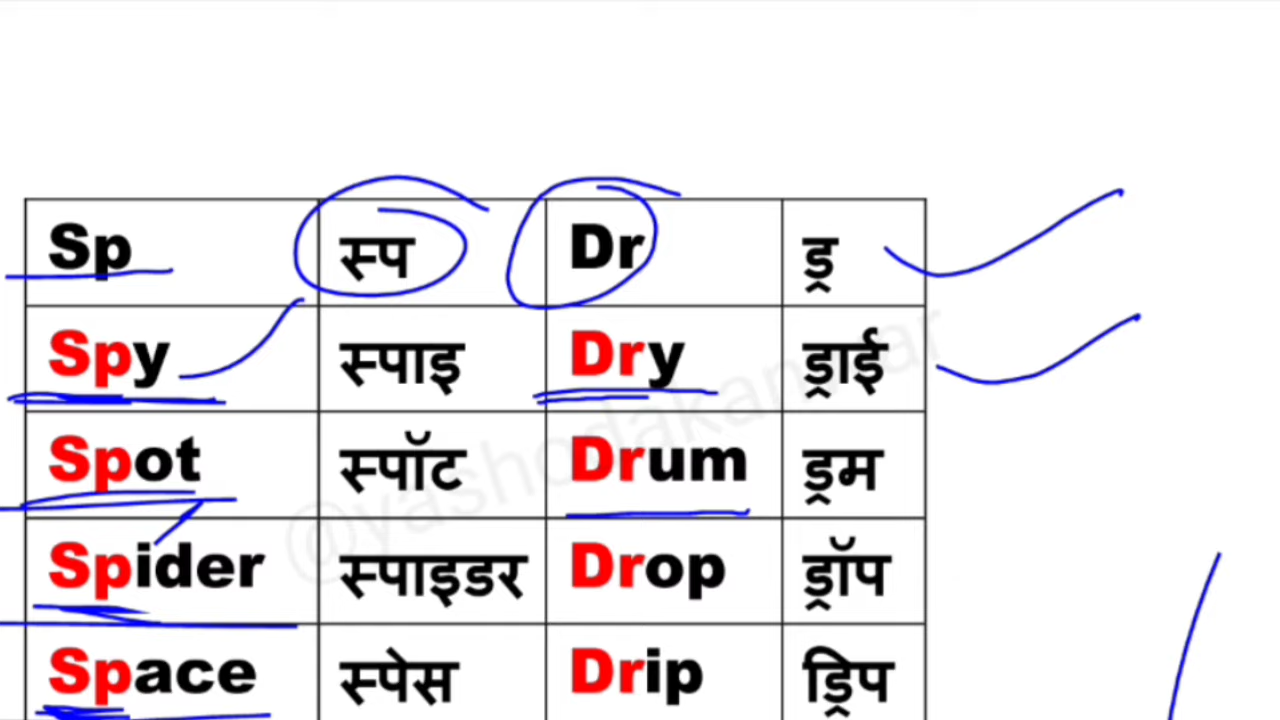 Sp स्प Dr ड्र
Spy स्पाइ Dry ड्राई
Spot स्पॉट Drum ड्रम
Spider स्पाइडर Drop ड्रॉप
Space स्पेस Drip ड्रिप